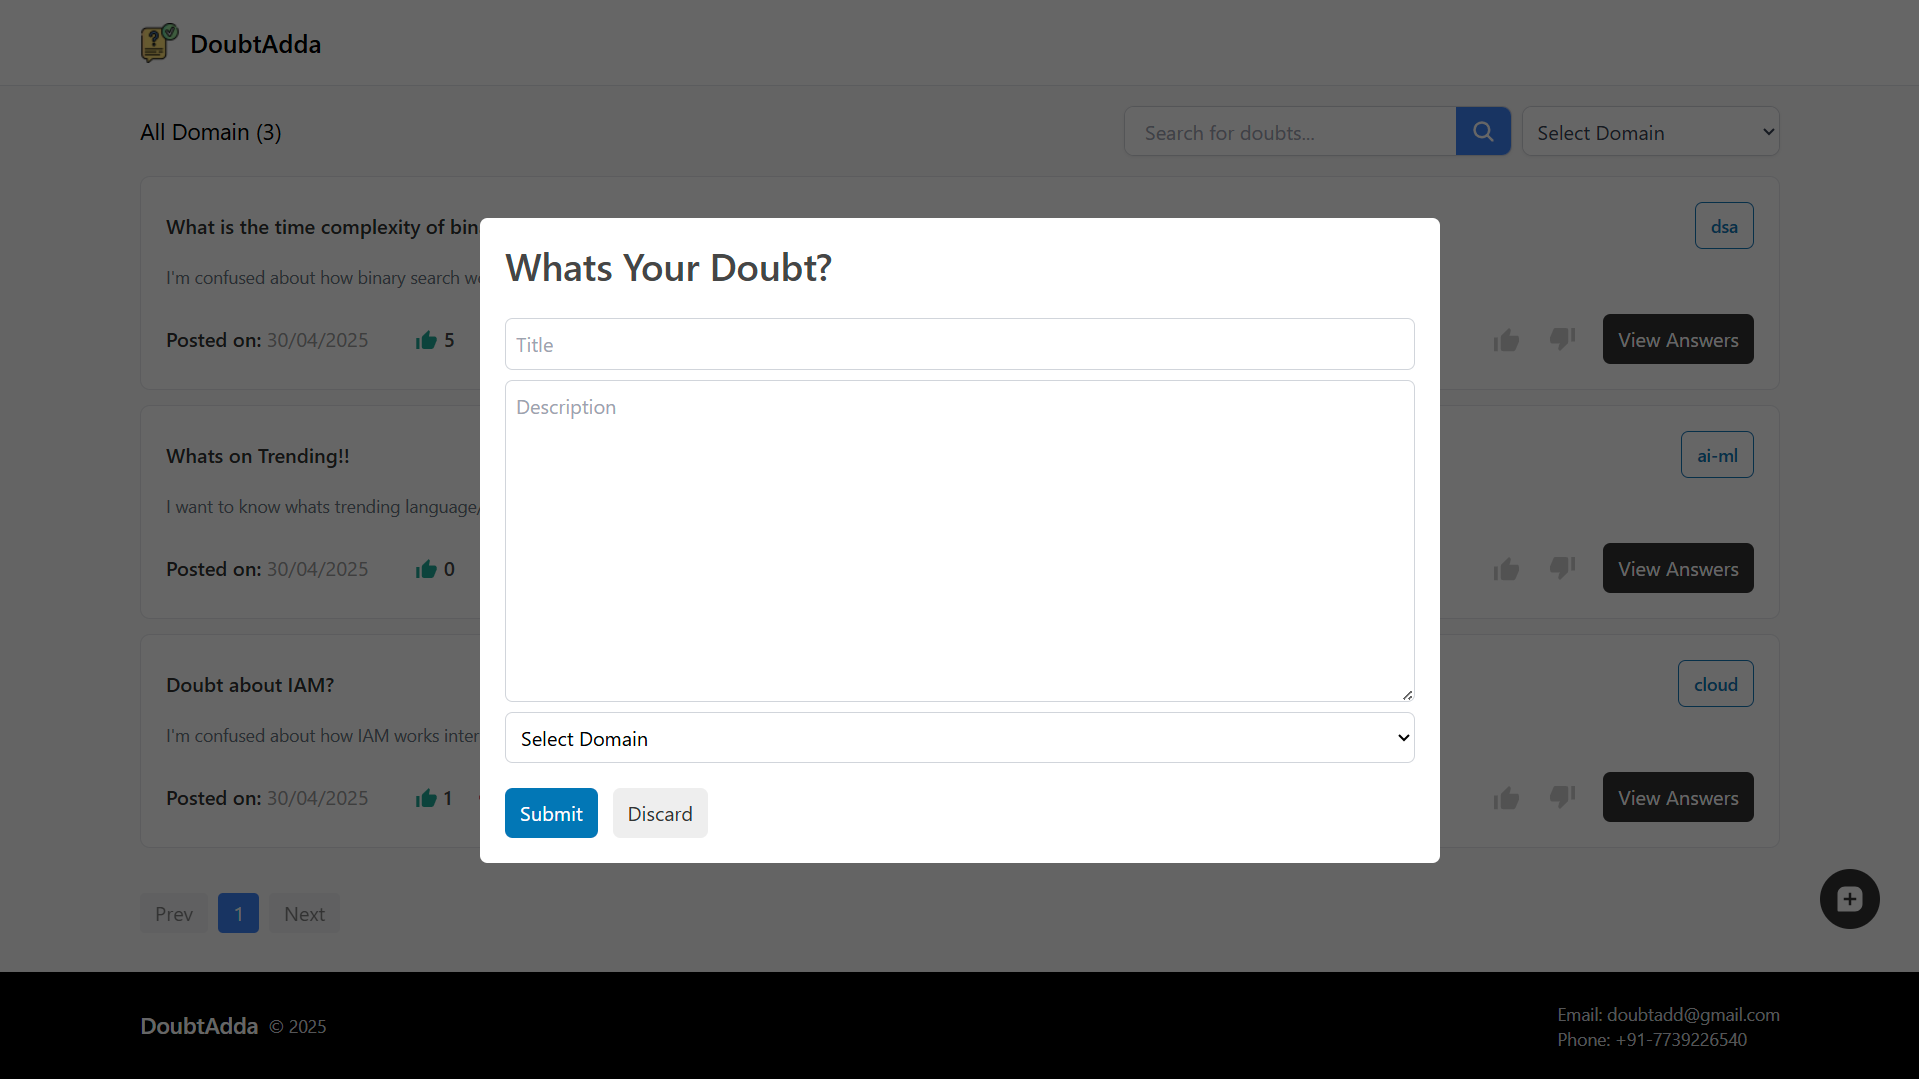 DoubtAdda
All Domain (3)
Search for doubts...
Select Domain
What is the time complexity of bin
dsa
I'm confused about how binary search
Posted on: 30/04/2025
5
View Answers
Whats on Trending!!
ai-ml
I want to know whats trending language/
Posted on: 30/04/2025
0
View Answers
Doubt about IAM?
cloud
I'm confused about how IAM works inter
Posted on: 30/04/2025
1
View Answers
Whats Your Doubt?
Title
Description
Select Domain
Submit
Discard
Prev
1
Next
DoubtAdda © 2025
Email: doubtadd@gmail.com
Phone: +91-7739226540